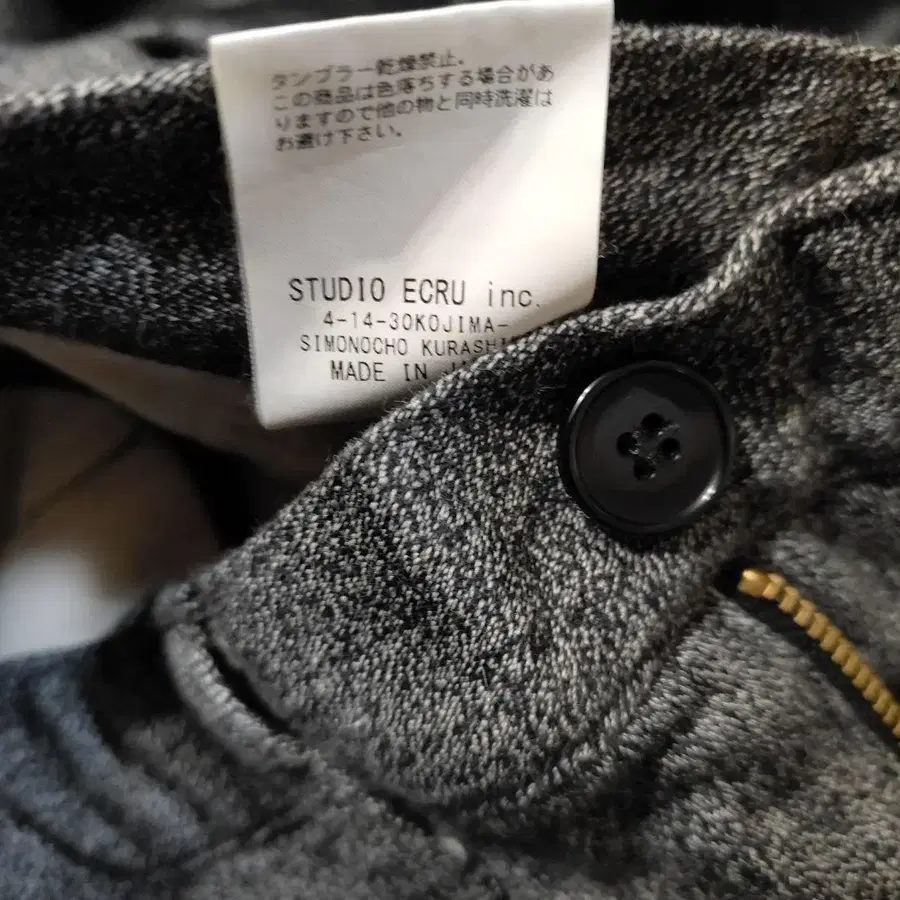 タンブラー乾燥禁止.
この商品は色落ちする場合があ
りますので他の物と同時洗濯は
お避け下さい。
STUDIO ECRU inc.
4-14-30KOJIMA-
SIMONOCHO
MADE IN